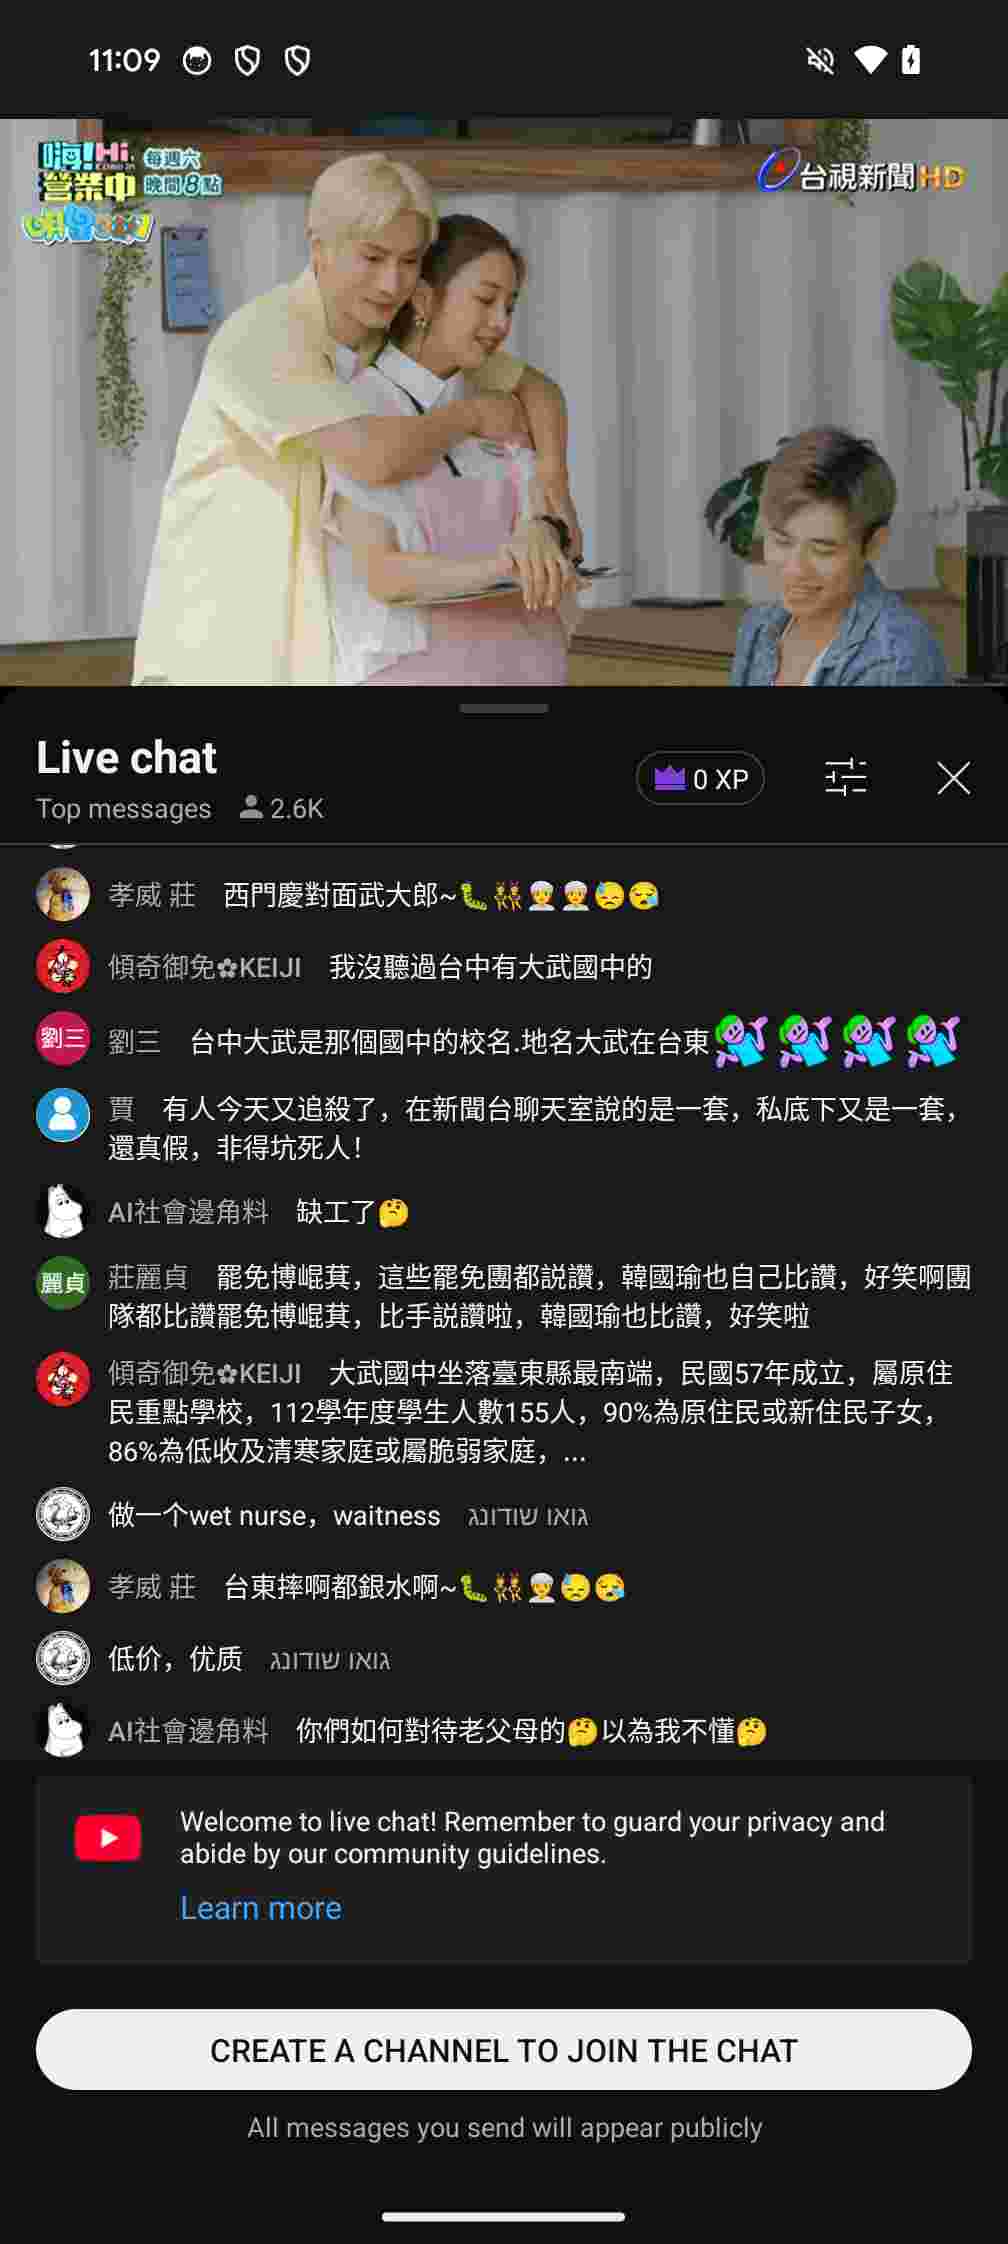 11:09
嗨!Hi 每週六
營業中 晚間8點
台視新聞HD
Live chat
Top messages 2.6K
0 XP
孝威 莊 西門慶對面武大郎~🐛👯👳👳😓😪
傾奇御免✿KEIJI 我沒聽過台中有大武國中的
劉三
劉三 台中大武是那個國中的校名.地名大武在台東
賈 有人今天又追殺了，在新聞台聊天室說的是一套，私底下又是一套，
還真假，非得坑死人！
AI社會邊角料 缺工了🤔
麗貞
莊麗貞 罷免博崐萁，這些罷免團都説讚，韓國瑜也自己比讚，好笑啊團
隊都比讚罷免博崐萁，比手説讚啦，韓國瑜也比讚，好笑啦
傾奇御免✿KEIJI 大武國中坐落臺東縣最南端，民國57年成立，屬原住
民重點學校，112學年度學生人數155人，90%為原住民或新住民子女，
86%為低收及清寒家庭或屬脆弱家庭，...
做一个wet nurse，waitness גואו שודונג
孝威 莊 台東摔啊都銀水啊~🐛👯👳😓😪
低价，优质 גואו שודונג
AI社會邊角料 你們如何對待老父母的🤔以為我不懂🤔
Welcome to live chat! Remember to guard your privacy and
abide by our community guidelines.
Learn more
CREATE A CHANNEL TO JOIN THE CHAT
All messages you send will appear publicly